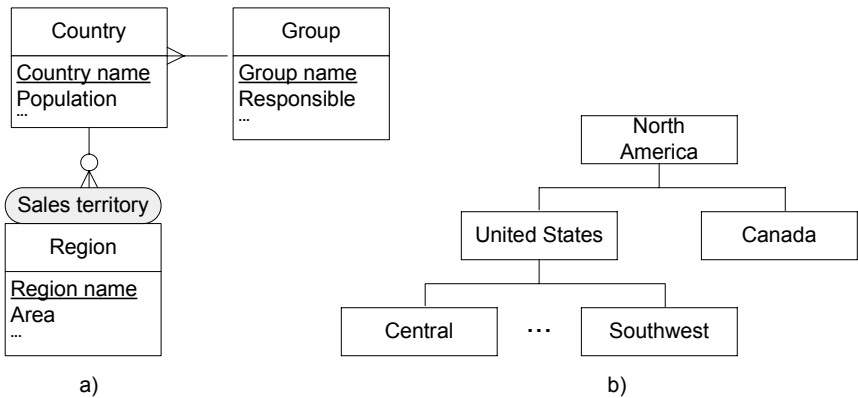 Country
Country name
Population
...
Group
Group name
Responsible
...
Sales territory
Region
Region name
Area
...
a)
North
America
United States
Canada
Central
...
Southwest
b)